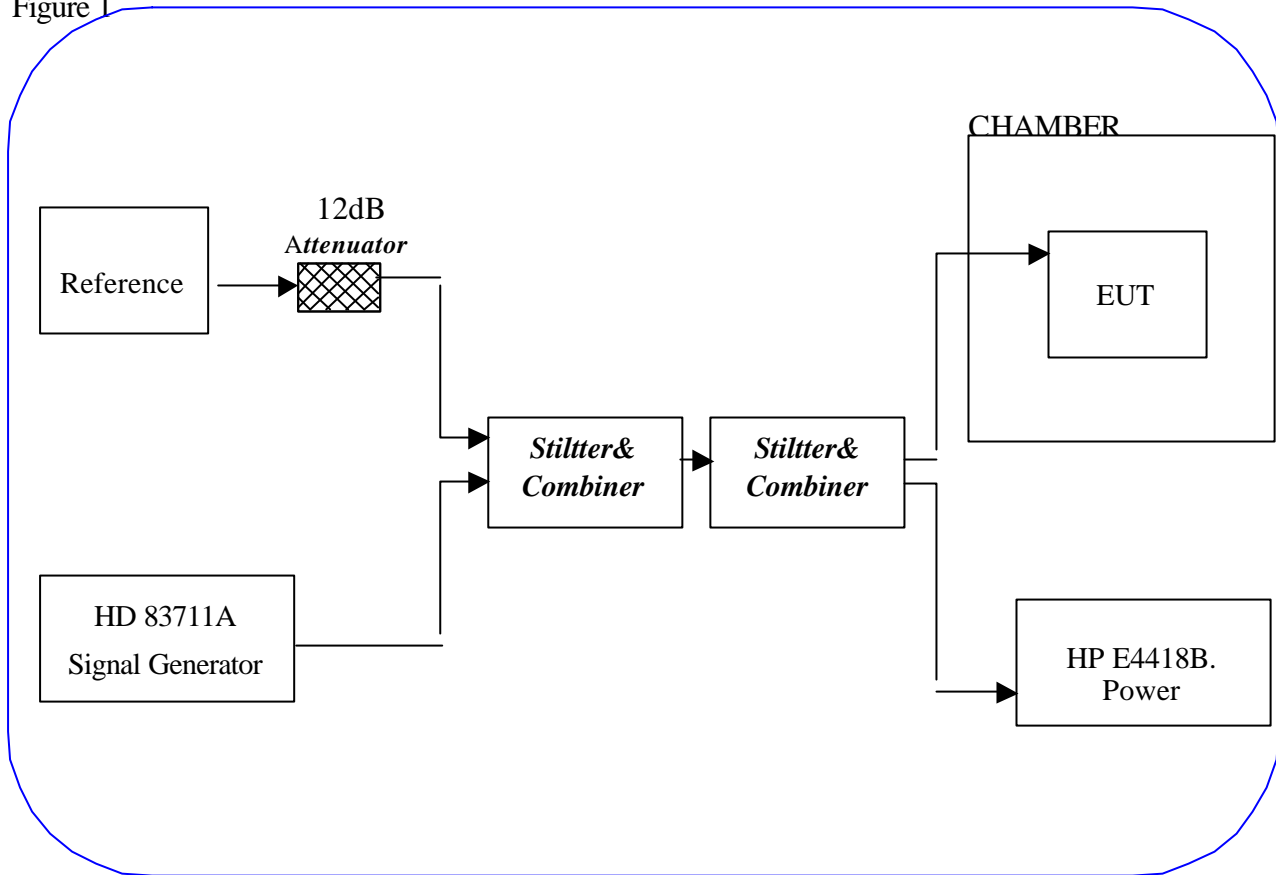 Figure 1
CHAMBER
12dB
Attenuator
Reference
EUT
Stiltter&
Combiner
Stiltter&
Combiner
HD 83711A
Signal Generator
HP E4418B.
Power